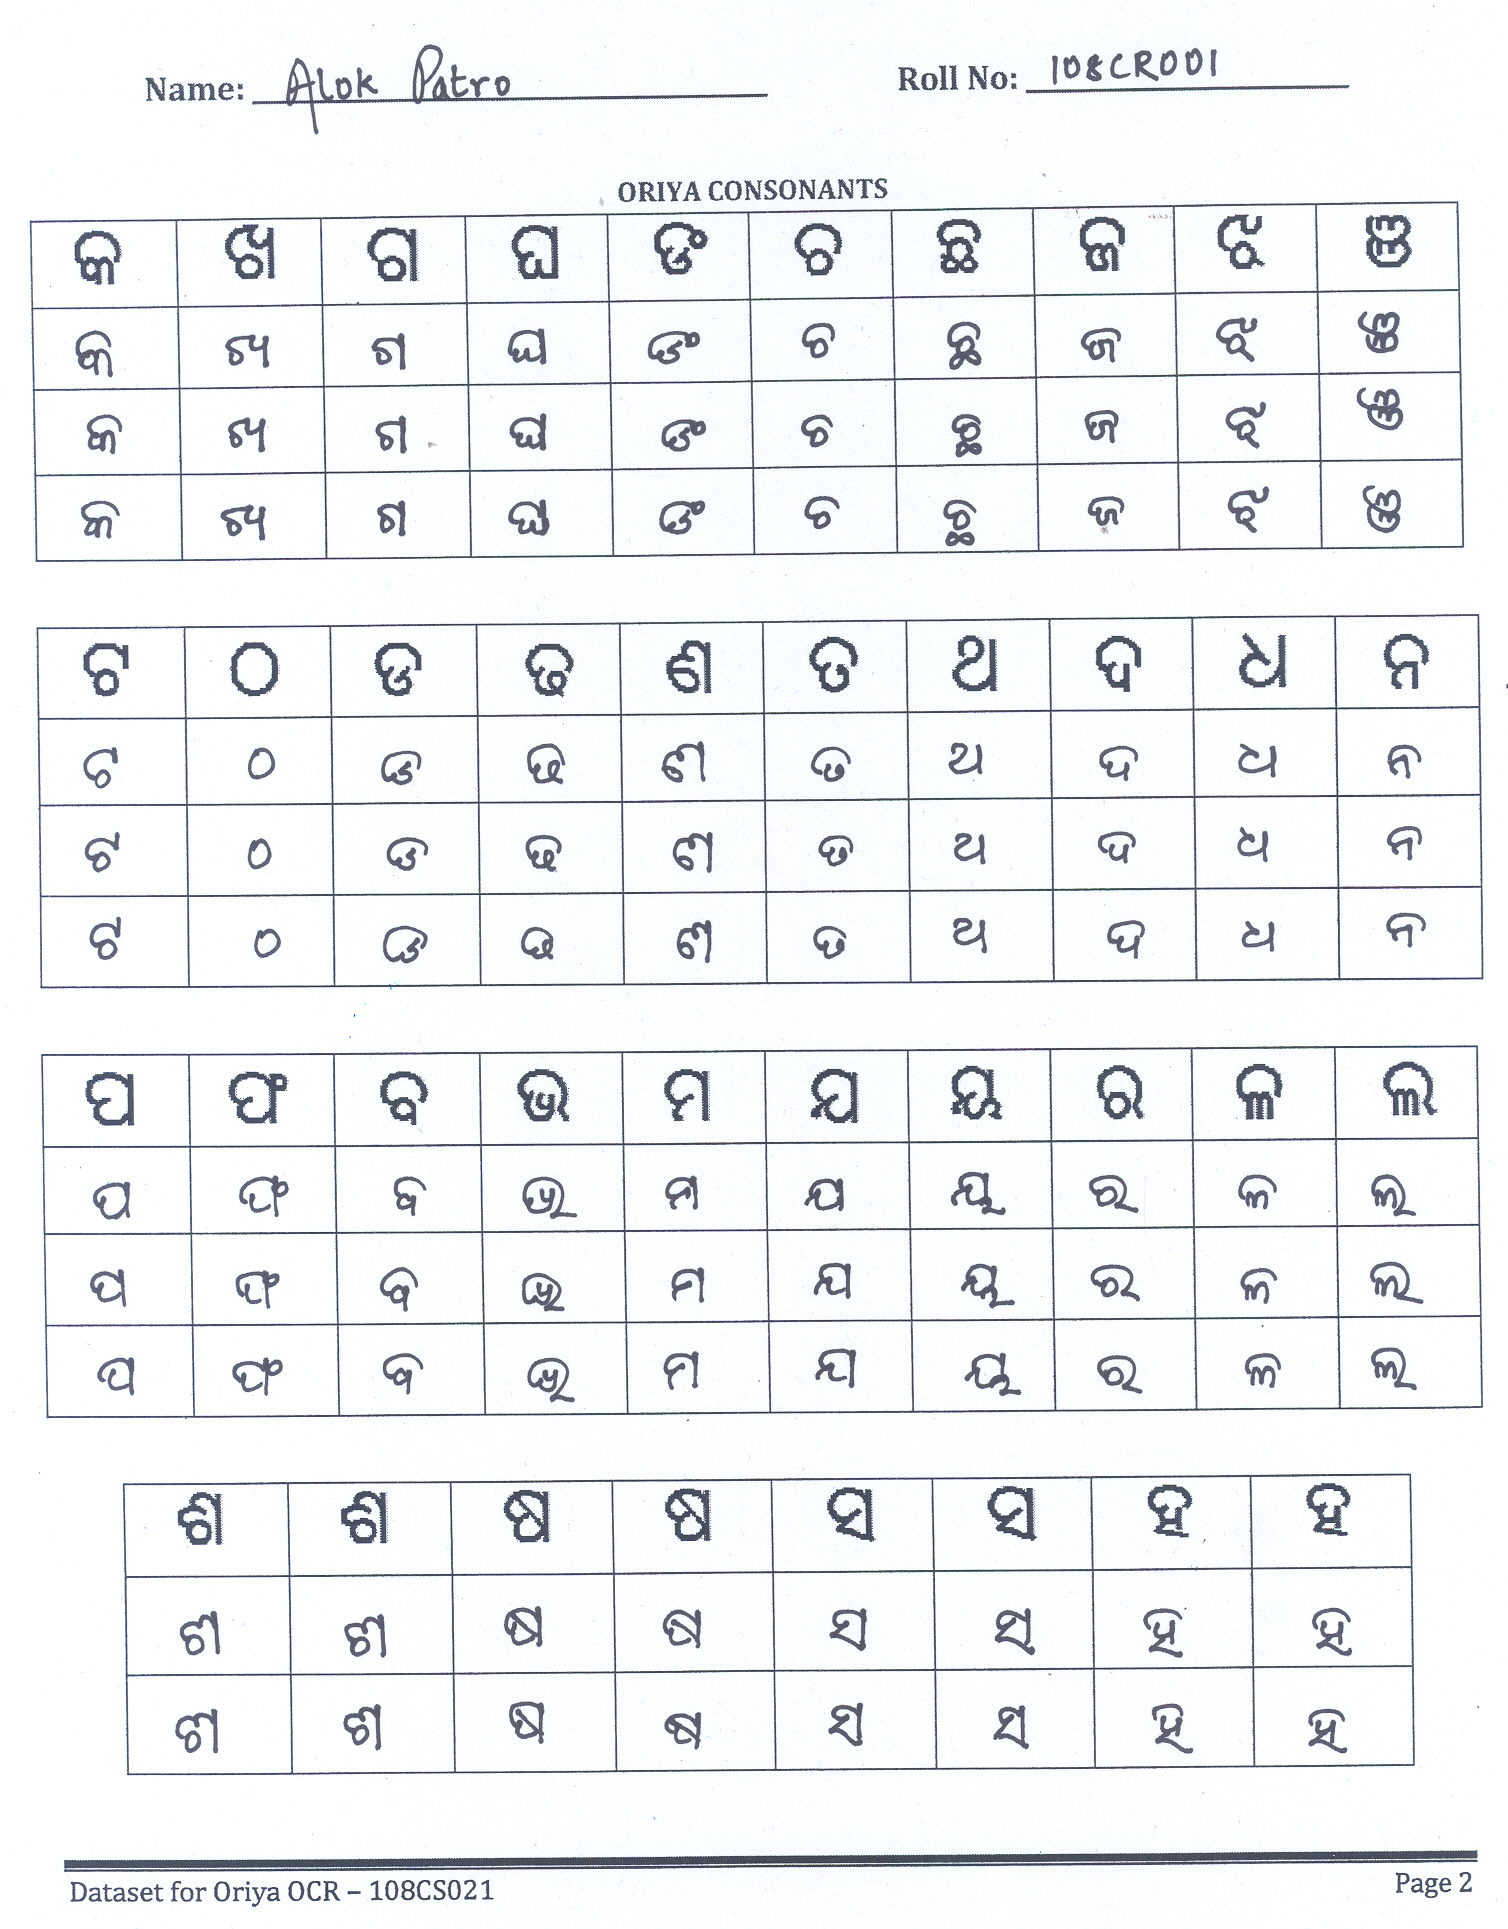 Name: Alok Patro Roll No: 108CR001
ORIYA CONSONANTS
କ ଖ ଗ ଘ ଙ ଚ ଛ ଜ ଝ ଞ
କ ଖ ଗ ଘ ଙ ଚ ଛ ଜ ଝ ଞ
କ ଖ ଗ ଘ ଙ ଚ ଛ ଜ ଝ ଞ
କ ଖ ଗ ଘ ଙ ଚ ଛ ଜ ଝ ଞ
ଟ ଠ ଡ ଢ ଣ ତ ଥ ଦ ଧ ନ
ଟ ଠ ଡ ଢ ଣ ତ ଥ ଦ ଧ ନ
ଟ ଠ ଡ ଢ ଣ ତ ଥ ଦ ଧ ନ
ଟ ଠ ଡ ଢ ଣ ତ ଥ ଦ ଧ ନ
ପ ଫ ବ ଭ ମ ଯ ୟ ର ଳ ଲ
ପ ଫ ବ ଭ ମ ଯ ୟ ର ଳ ଲ
ପ ଫ ବ ଭ ମ ଯ ୟ ର ଳ ଲ
ପ ଫ ବ ଭ ମ ଯ ୟ ର ଳ ଲ
ଶ ଶ ଷ ଷ ସ ସ ହ ହ
ଶ ଶ ଷ ଷ ସ ସ ହ ହ
ଶ ଶ ଷ ଷ ସ ସ ହ ହ
Dataset for Oriya OCR – 108CS021 Page 2